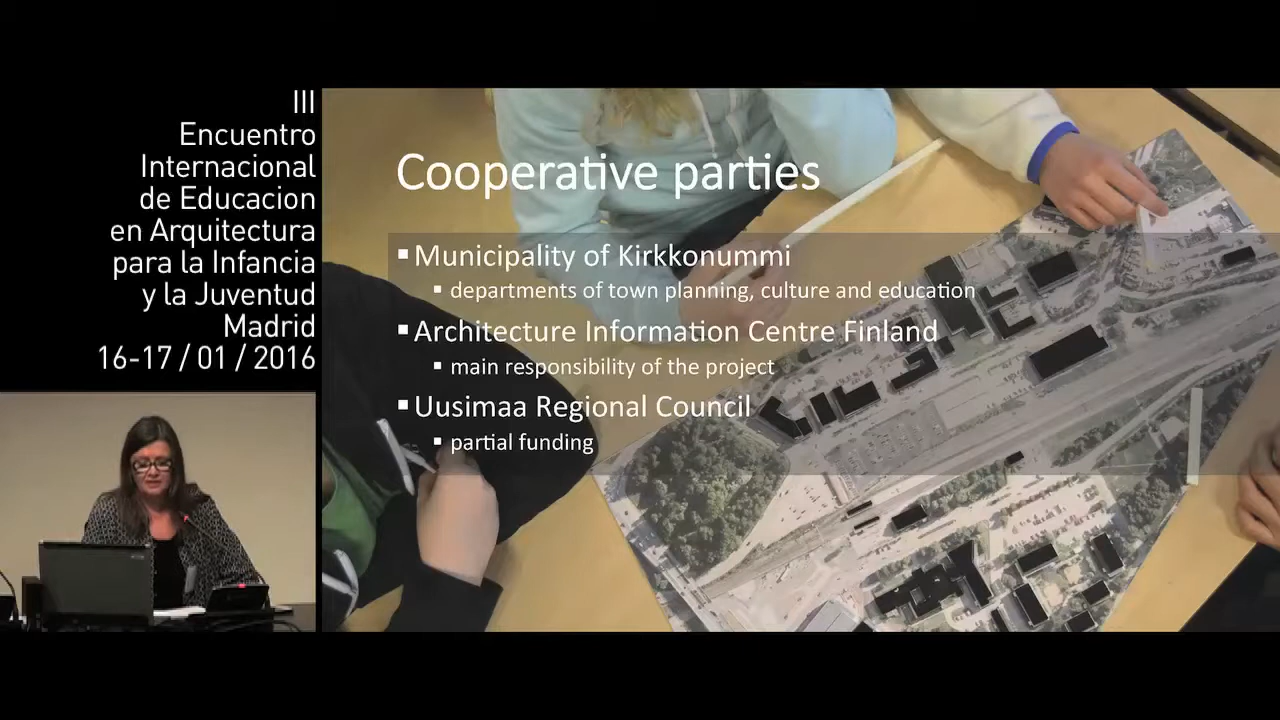 III
Encuentro
Internacional
de Educacion
en Arquitectura
para la Infancia
y la Juventud
Madrid
16-17 / 01 / 2016
Cooperative parties
▪ Municipality of Kirkkonummi
▪ departments of town planning, culture and education
▪ Architecture Information Centre Finland
▪ main responsibility of the project
▪ Uusimaa Regional Council
▪ partial funding